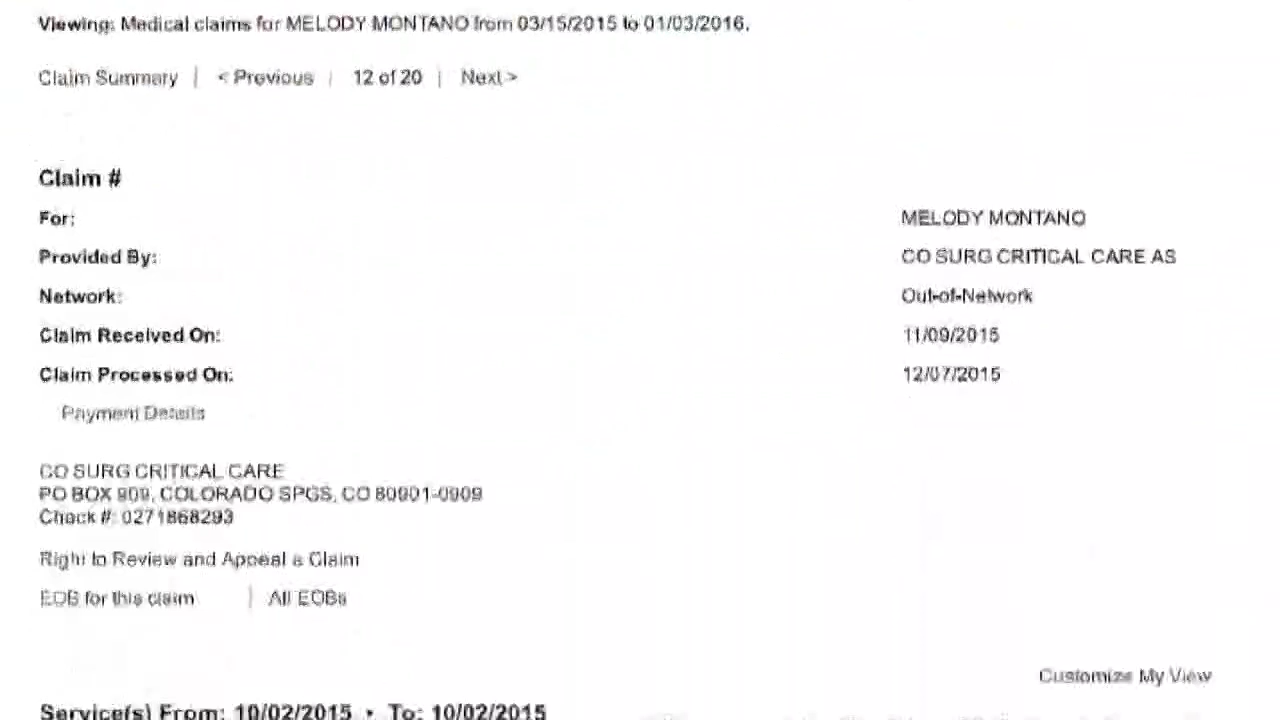 Viewing: Medical claims for MELODY MONTANO from 03/15/2015 to 01/03/2016.
Claim Summary | < Previous | 12 of 20 | Next >
Claim #
For: MELODY MONTANO
Provided By: CO SURG CRITICAL CARE AS
Network: Out-of-Network
Claim Received On: 11/09/2015
Claim Processed On: 12/07/2015
Payment Details
CO SURG CRITICAL CARE
PO BOX 909, COLORADO SPGS, CO 80901-0909
Check #: 0271868293
Right to Review and Appeal a Claim
EOB for this claim | All EOBs
Customize My View
Service(s) From: 10/02/2015 • To: 10/02/2015